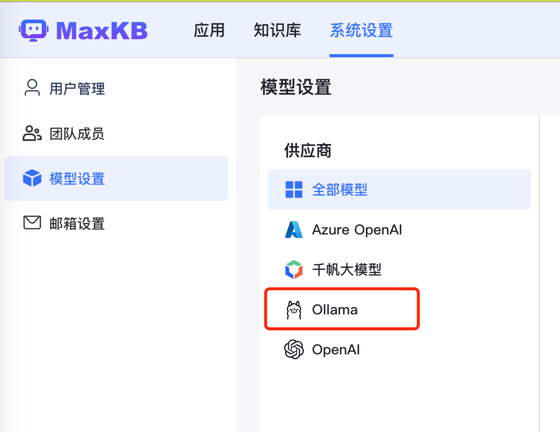 MaxKB 应用 知识库 系统设置
用户管理
团队成员
模型设置
邮箱设置
模型设置
供应商
全部模型
Azure OpenAI
千帆大模型
Ollama
OpenAI